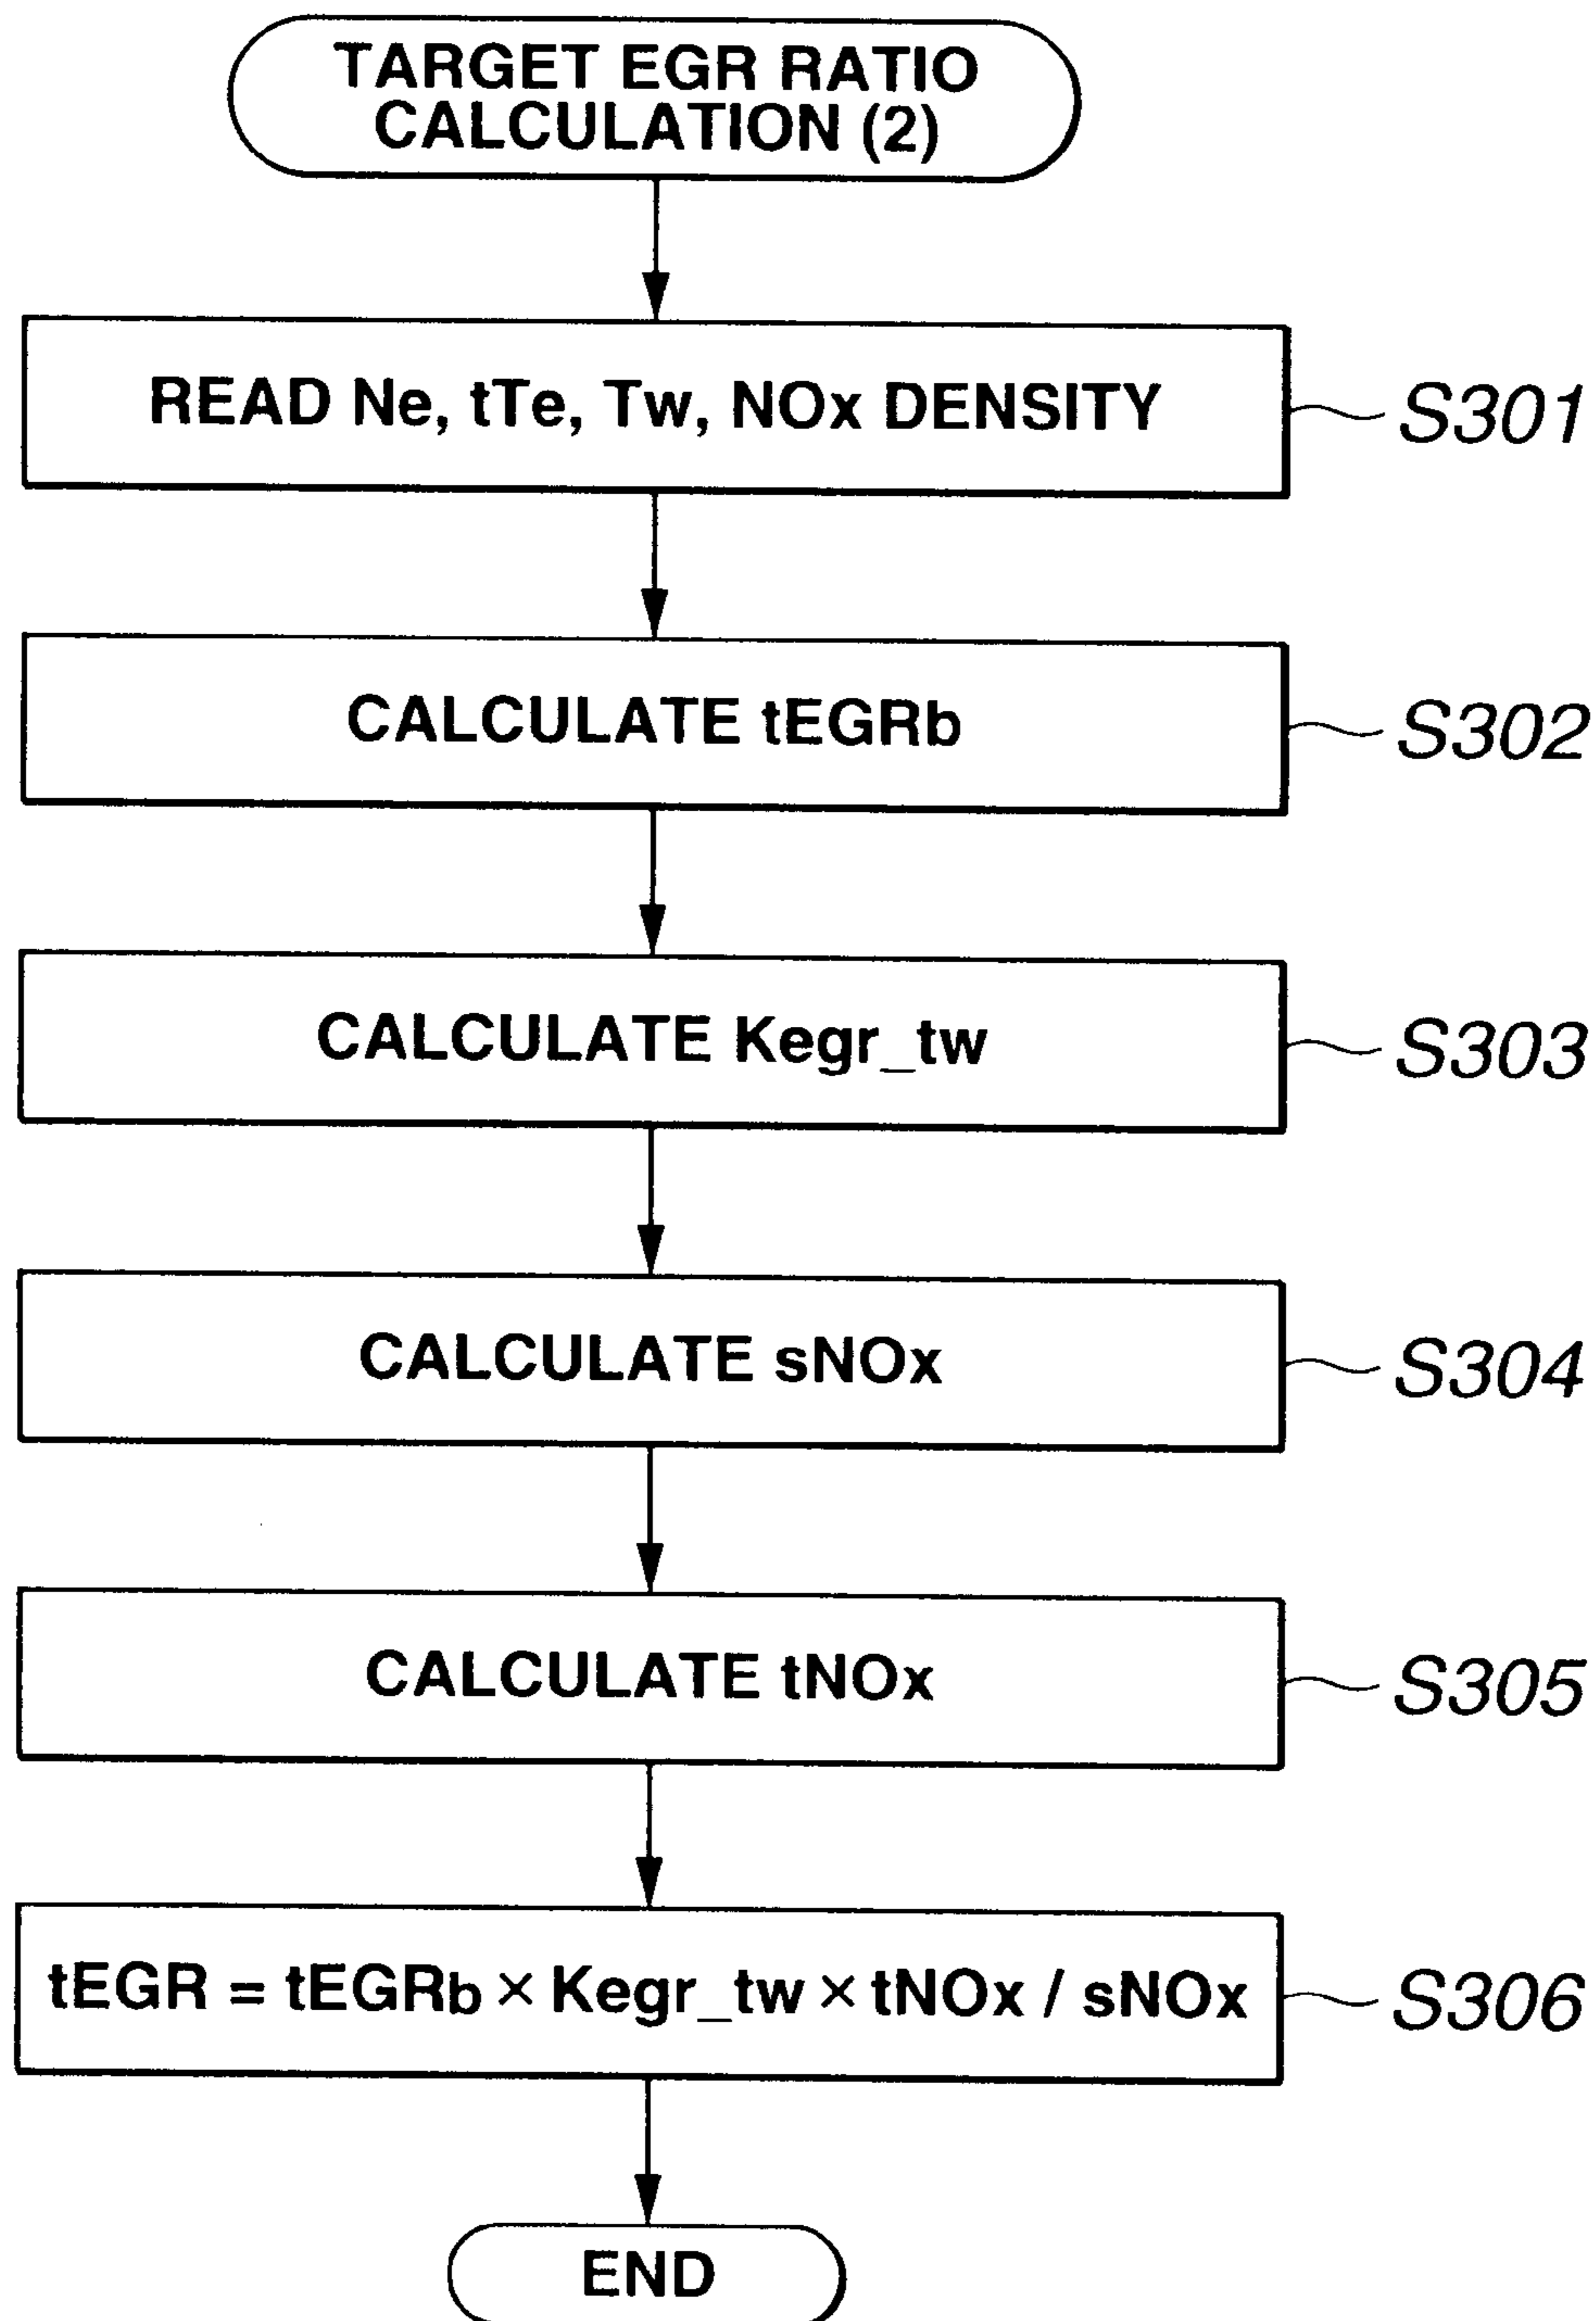 TARGET EGR RATIO
CALCULATION (2)
READ Ne, tTe, Tw, NOx DENSITY
S301
CALCULATE tEGRb
S302
CALCULATE Kegr_tw
S303
CALCULATE sNOx
S304
CALCULATE tNOx
S305
tEGR = tEGRb × Kegr_tw × tNOx / sNOx
S306
END